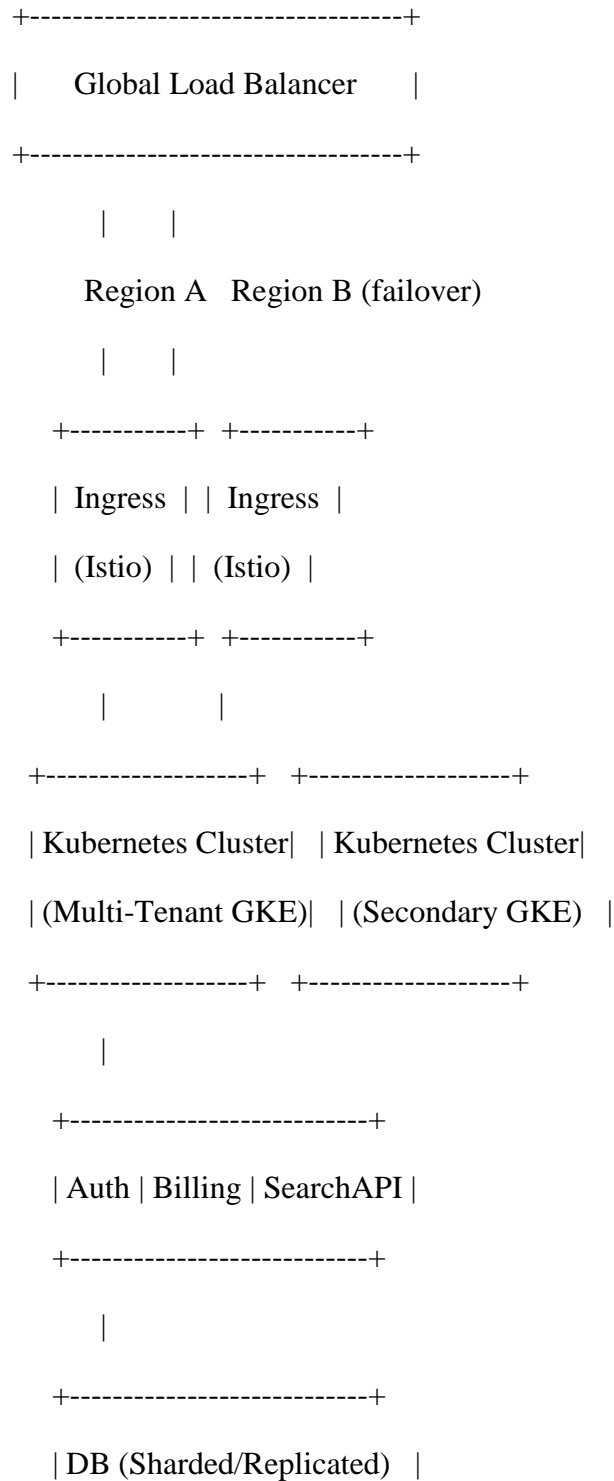 +-----------------------------------+
| Global Load Balancer |
+-----------------------------------+
| |
Region A Region B (failover)
| |
+-----------+ +-----------+
| Ingress | | Ingress |
| (Istio) | | (Istio) |
+-----------+ +-----------+
| |
+-------------------+ +-------------------+
| Kubernetes Cluster| | Kubernetes Cluster|
| (Multi-Tenant GKE)| | (Secondary GKE) |
+-------------------+ +-------------------+
|
+----------------------------+
| Auth | Billing | SearchAPI |
+----------------------------+
|
+----------------------------+
| DB (Sharded/Replicated) |